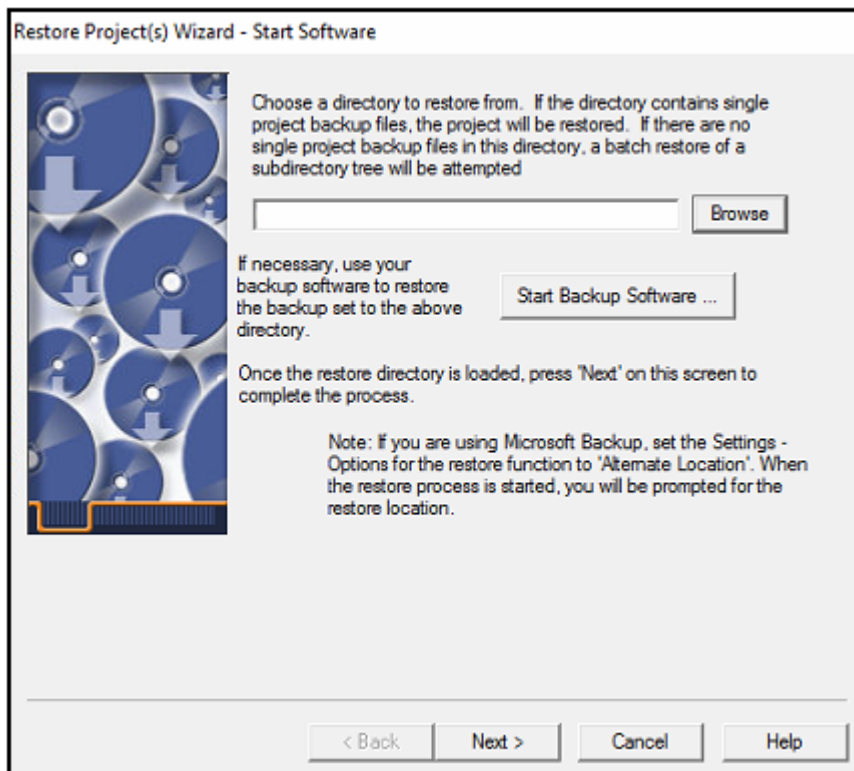 Restore Project(s) Wizard - Start Software
Choose a directory to restore from.  If the directory contains single
project backup files, the project will be restored.  If there are no
single project backup files in this directory, a batch restore of a
subdirectory tree will be attempted
Browse
If necessary, use your
backup software to restore
the backup set to the above
directory.
Start Backup Software ...
Once the restore directory is loaded, press 'Next' on this screen to
complete the process.
Note: If you are using Microsoft Backup, set the Settings -
Options for the restore function to 'Alternate Location'. When
the restore process is started, you will be prompted for the
restore location.
< Back
Next >
Cancel
Help